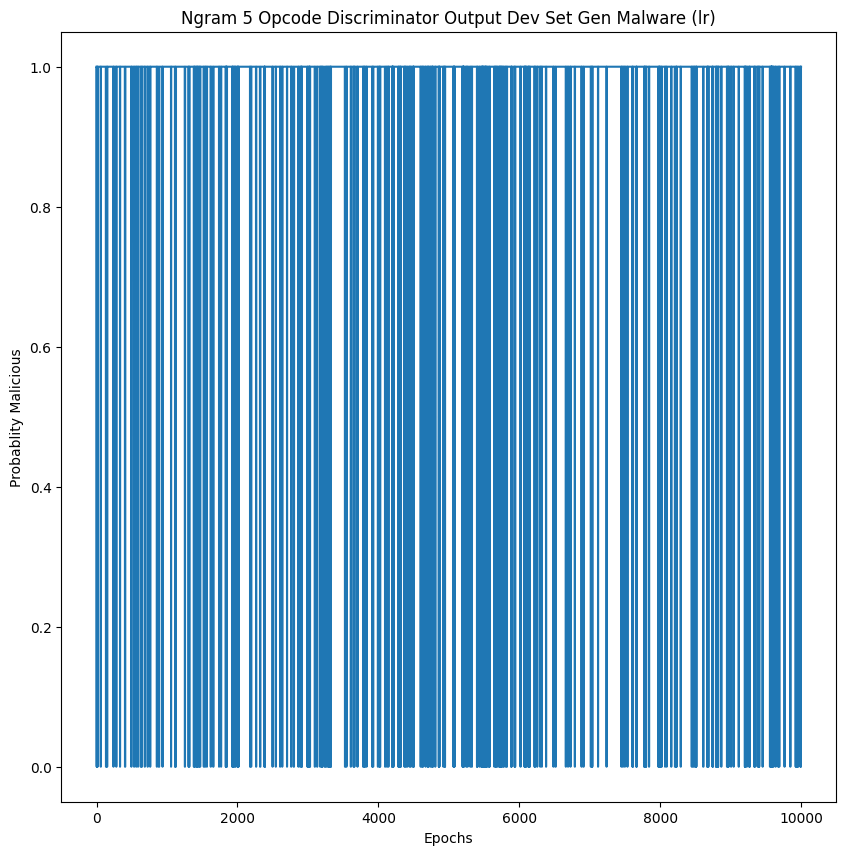 Ngram 5 Opcode Discriminator Output Dev Set Gen Malware (lr)
1.0
0.8
0.6
0.4
0.2
0.0
Probablity Malicious
0 2000 4000 6000 8000 10000
Epochs